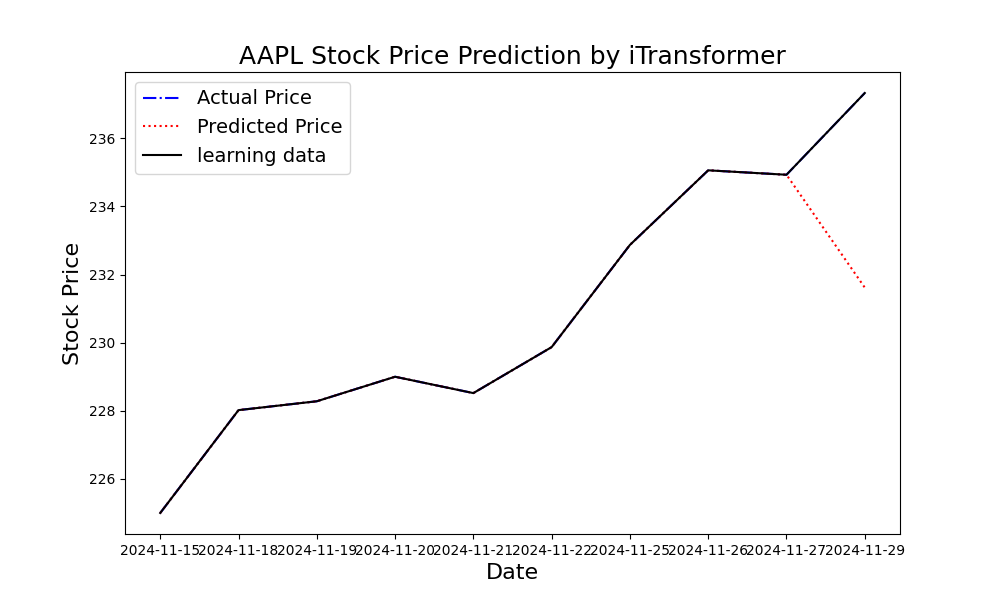 AAPL Stock Price Prediction by iTransformer
Actual Price
Predicted Price
learning data
Stock Price
236
234
232
230
228
226
2024-11-15 2024-11-18 2024-11-19 2024-11-20 2024-11-21 2024-11-22 2024-11-25 2024-11-26 2024-11-27 2024-11-29
Date